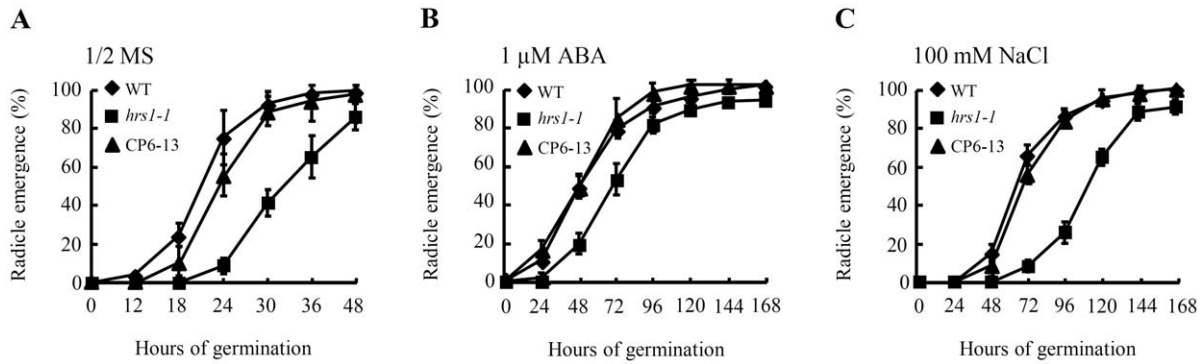 A
1/2 MS
Radicle emergence (%)
100
80
60
40
20
0
WT
hrs1-1
CP6-13
0 12 18 24 30 36 48
Hours of germination
B
1 µM ABA
Radicle emergence (%)
100
80
60
40
20
0
WT
hrs1-1
CP6-13
0 24 48 72 96 120 144 168
Hours of germination
C
100 mM NaCl
Radicle emergence (%)
100
80
60
40
20
0
WT
hrs1-1
CP6-13
0 24 48 72 96 120 144 168
Hours of germination